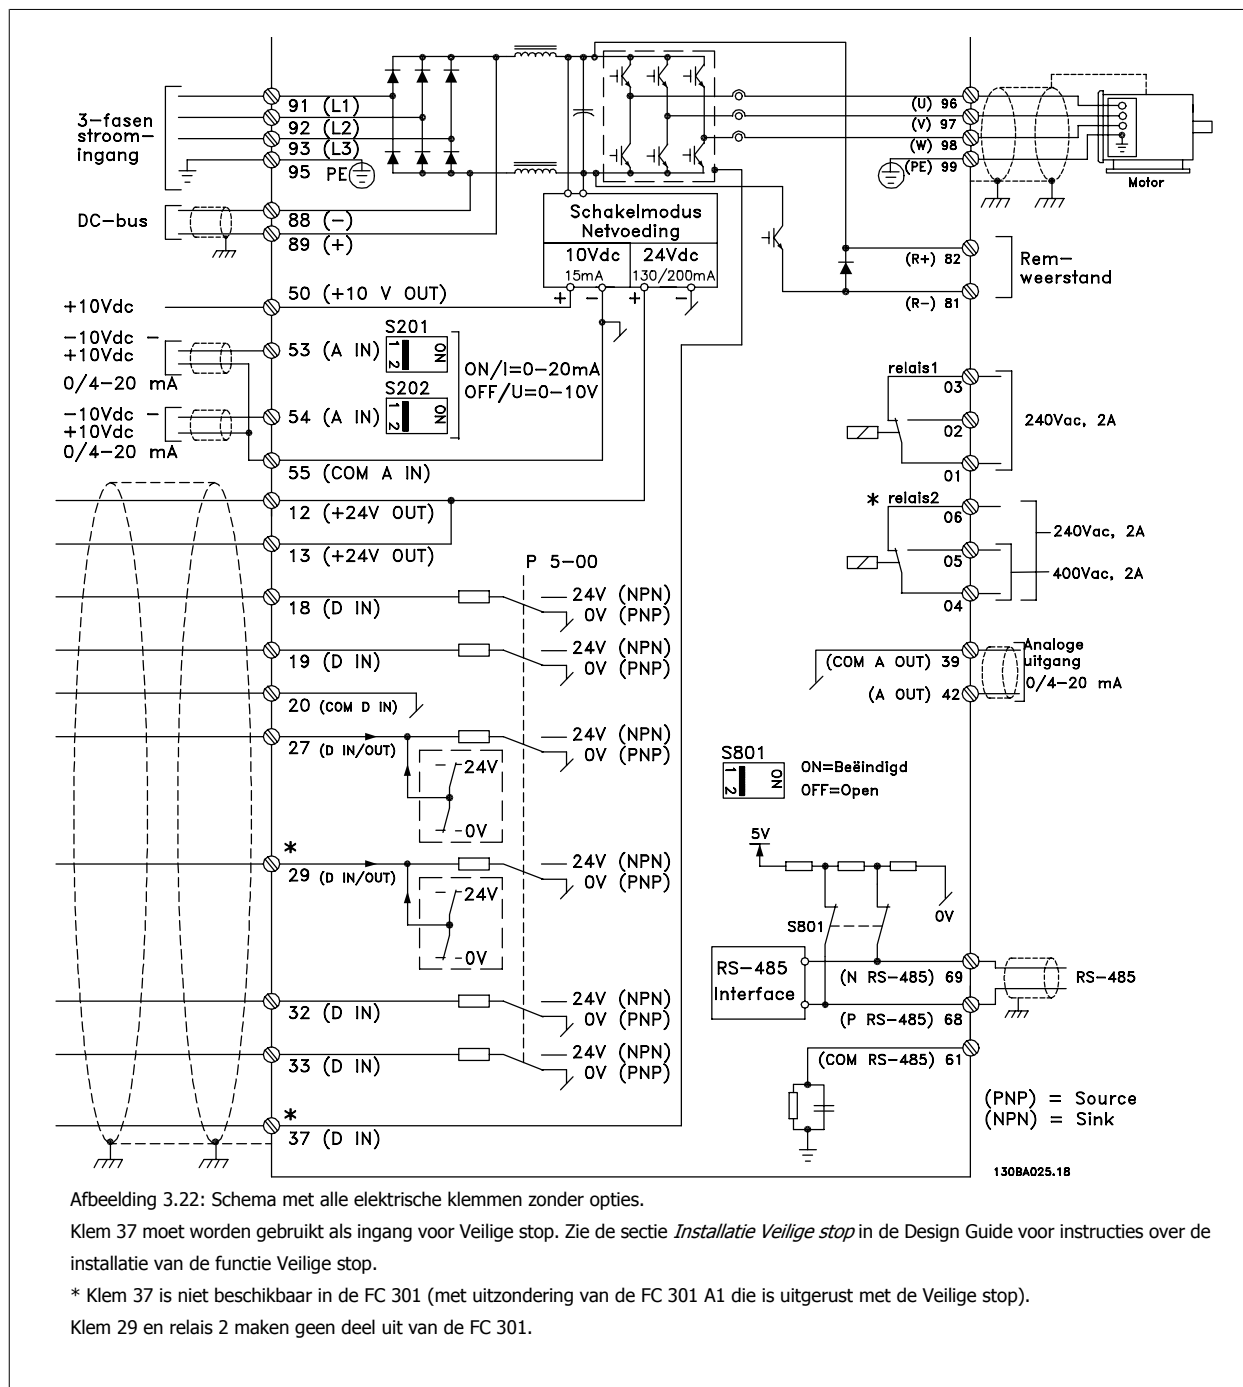 3-fasen
stroom-
ingang
91 (L1)
92 (L2)
93 (L3)
95 PE
DC-bus
88 (-)
89 (+)
Schakelmodus
Netvoeding
10Vdc
15mA
24Vdc
130/200mA
+ - + -
(U) 96
(V) 97
(W) 98
(PE) 99
Motor
(R+) 82
(R-) 81
Rem-
weerstand
+10Vdc
50 (+10 V OUT)
-10Vdc -
+10Vdc
0/4-20 mA
53 (A IN)
S201
1 2
ON
-10Vdc -
+10Vdc
0/4-20 mA
54 (A IN)
S202
1 2
ON
ON/I=0-20mA
OFF/U=0-10V
55 (COM A IN)
12 (+24V OUT)
13 (+24V OUT)
P 5-00
18 (D IN)
24V (NPN)
0V (PNP)
19 (D IN)
24V (NPN)
0V (PNP)
20 (COM D IN)
27 (D IN/OUT)
24V (NPN)
0V (PNP)
24V
0V
*
29 (D IN/OUT)
24V (NPN)
0V (PNP)
24V
0V
32 (D IN)
24V (NPN)
0V (PNP)
33 (D IN)
24V (NPN)
0V (PNP)
*
37 (D IN)
relais1
03
02
01
240Vac, 2A
* relais2
06
05
04
240Vac, 2A
400Vac, 2A
(COM A OUT) 39
(A OUT) 42
Analoge
uitgang
0/4-20 mA
S801
1 2
ON
ON=Beëindigd
OFF=Open
5V
S801
0V
RS-485
Interface
(N RS-485) 69
(P RS-485) 68
RS-485
(COM RS-485) 61
(PNP) = Source
(NPN) = Sink
130BA025.18
Afbeelding 3.22: Schema met alle elektrische klemmen zonder opties.
Klem 37 moet worden gebruikt als ingang voor Veilige stop. Zie de sectie Installatie Veilige stop in de Design Guide voor instructies over de
installatie van de functie Veilige stop.
* Klem 37 is niet beschikbaar in de FC 301 (met uitzondering van de FC 301 A1 die is uitgerust met de Veilige stop).
Klem 29 en relais 2 maken geen deel uit van de FC 301.